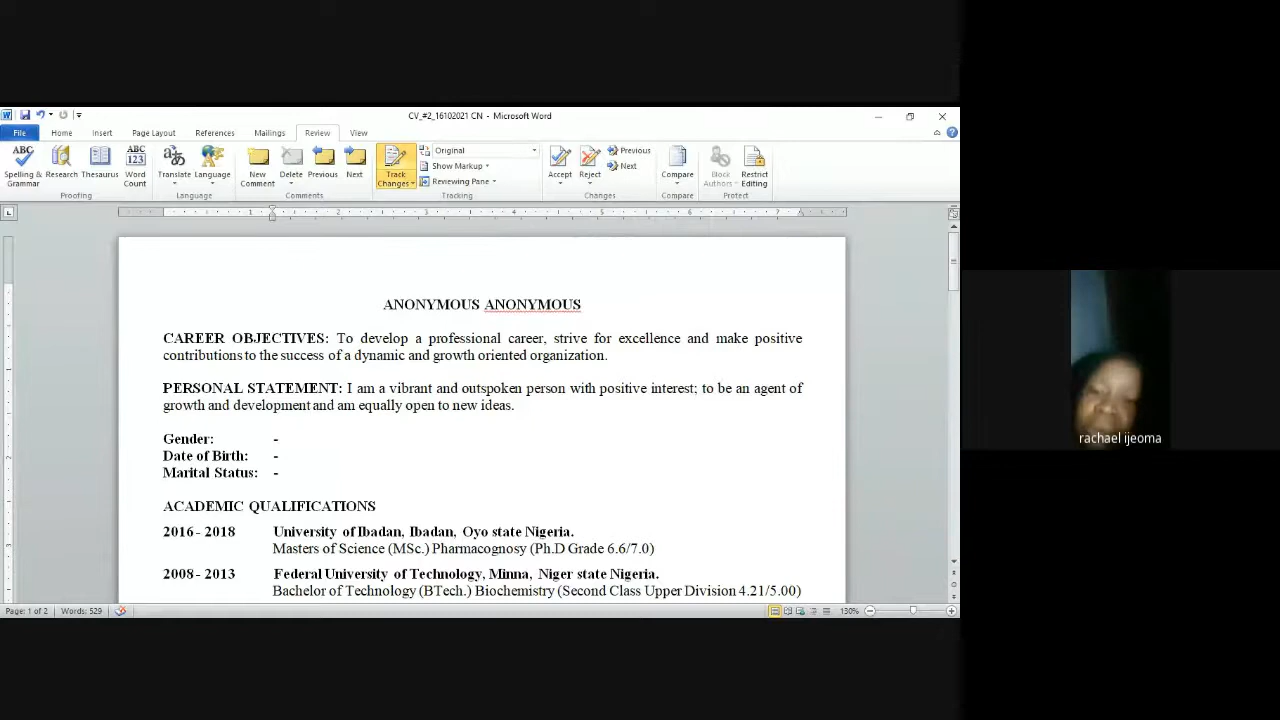 CV_#2_16102021 CN - Microsoft Word
File Home Insert Page Layout References Mailings Review View
Spelling & Grammar Research Thesaurus Word Count Translate Language New Comment Delete Previous Next Track Changes Original Show Markup Reviewing Pane Accept Reject Previous Next Compare Block Authors Restrict Editing
Proofing Language Comments Tracking Changes Compare Protect
1 2 3 4 5 6 7
ANONYMOUS ANONYMOUS
CAREER OBJECTIVES: To develop a professional career, strive for excellence and make positive
contributions to the success of a dynamic and growth oriented organization.
PERSONAL STATEMENT: I am a vibrant and outspoken person with positive interest; to be an agent of
growth and development and am equally open to new ideas.
Gender: -
Date of Birth: -
Marital Status: -
ACADEMIC QUALIFICATIONS
2016 - 2018 University of Ibadan, Ibadan, Oyo state Nigeria.
Masters of Science (MSc.) Pharmacognosy (Ph.D Grade 6.6/7.0)
2008 - 2013 Federal University of Technology, Minna, Niger state Nigeria.
Bachelor of Technology (BTech.) Biochemistry (Second Class Upper Division 4.21/5.00)
Page: 1 of 2 Words: 529 130%
rachael ijeoma